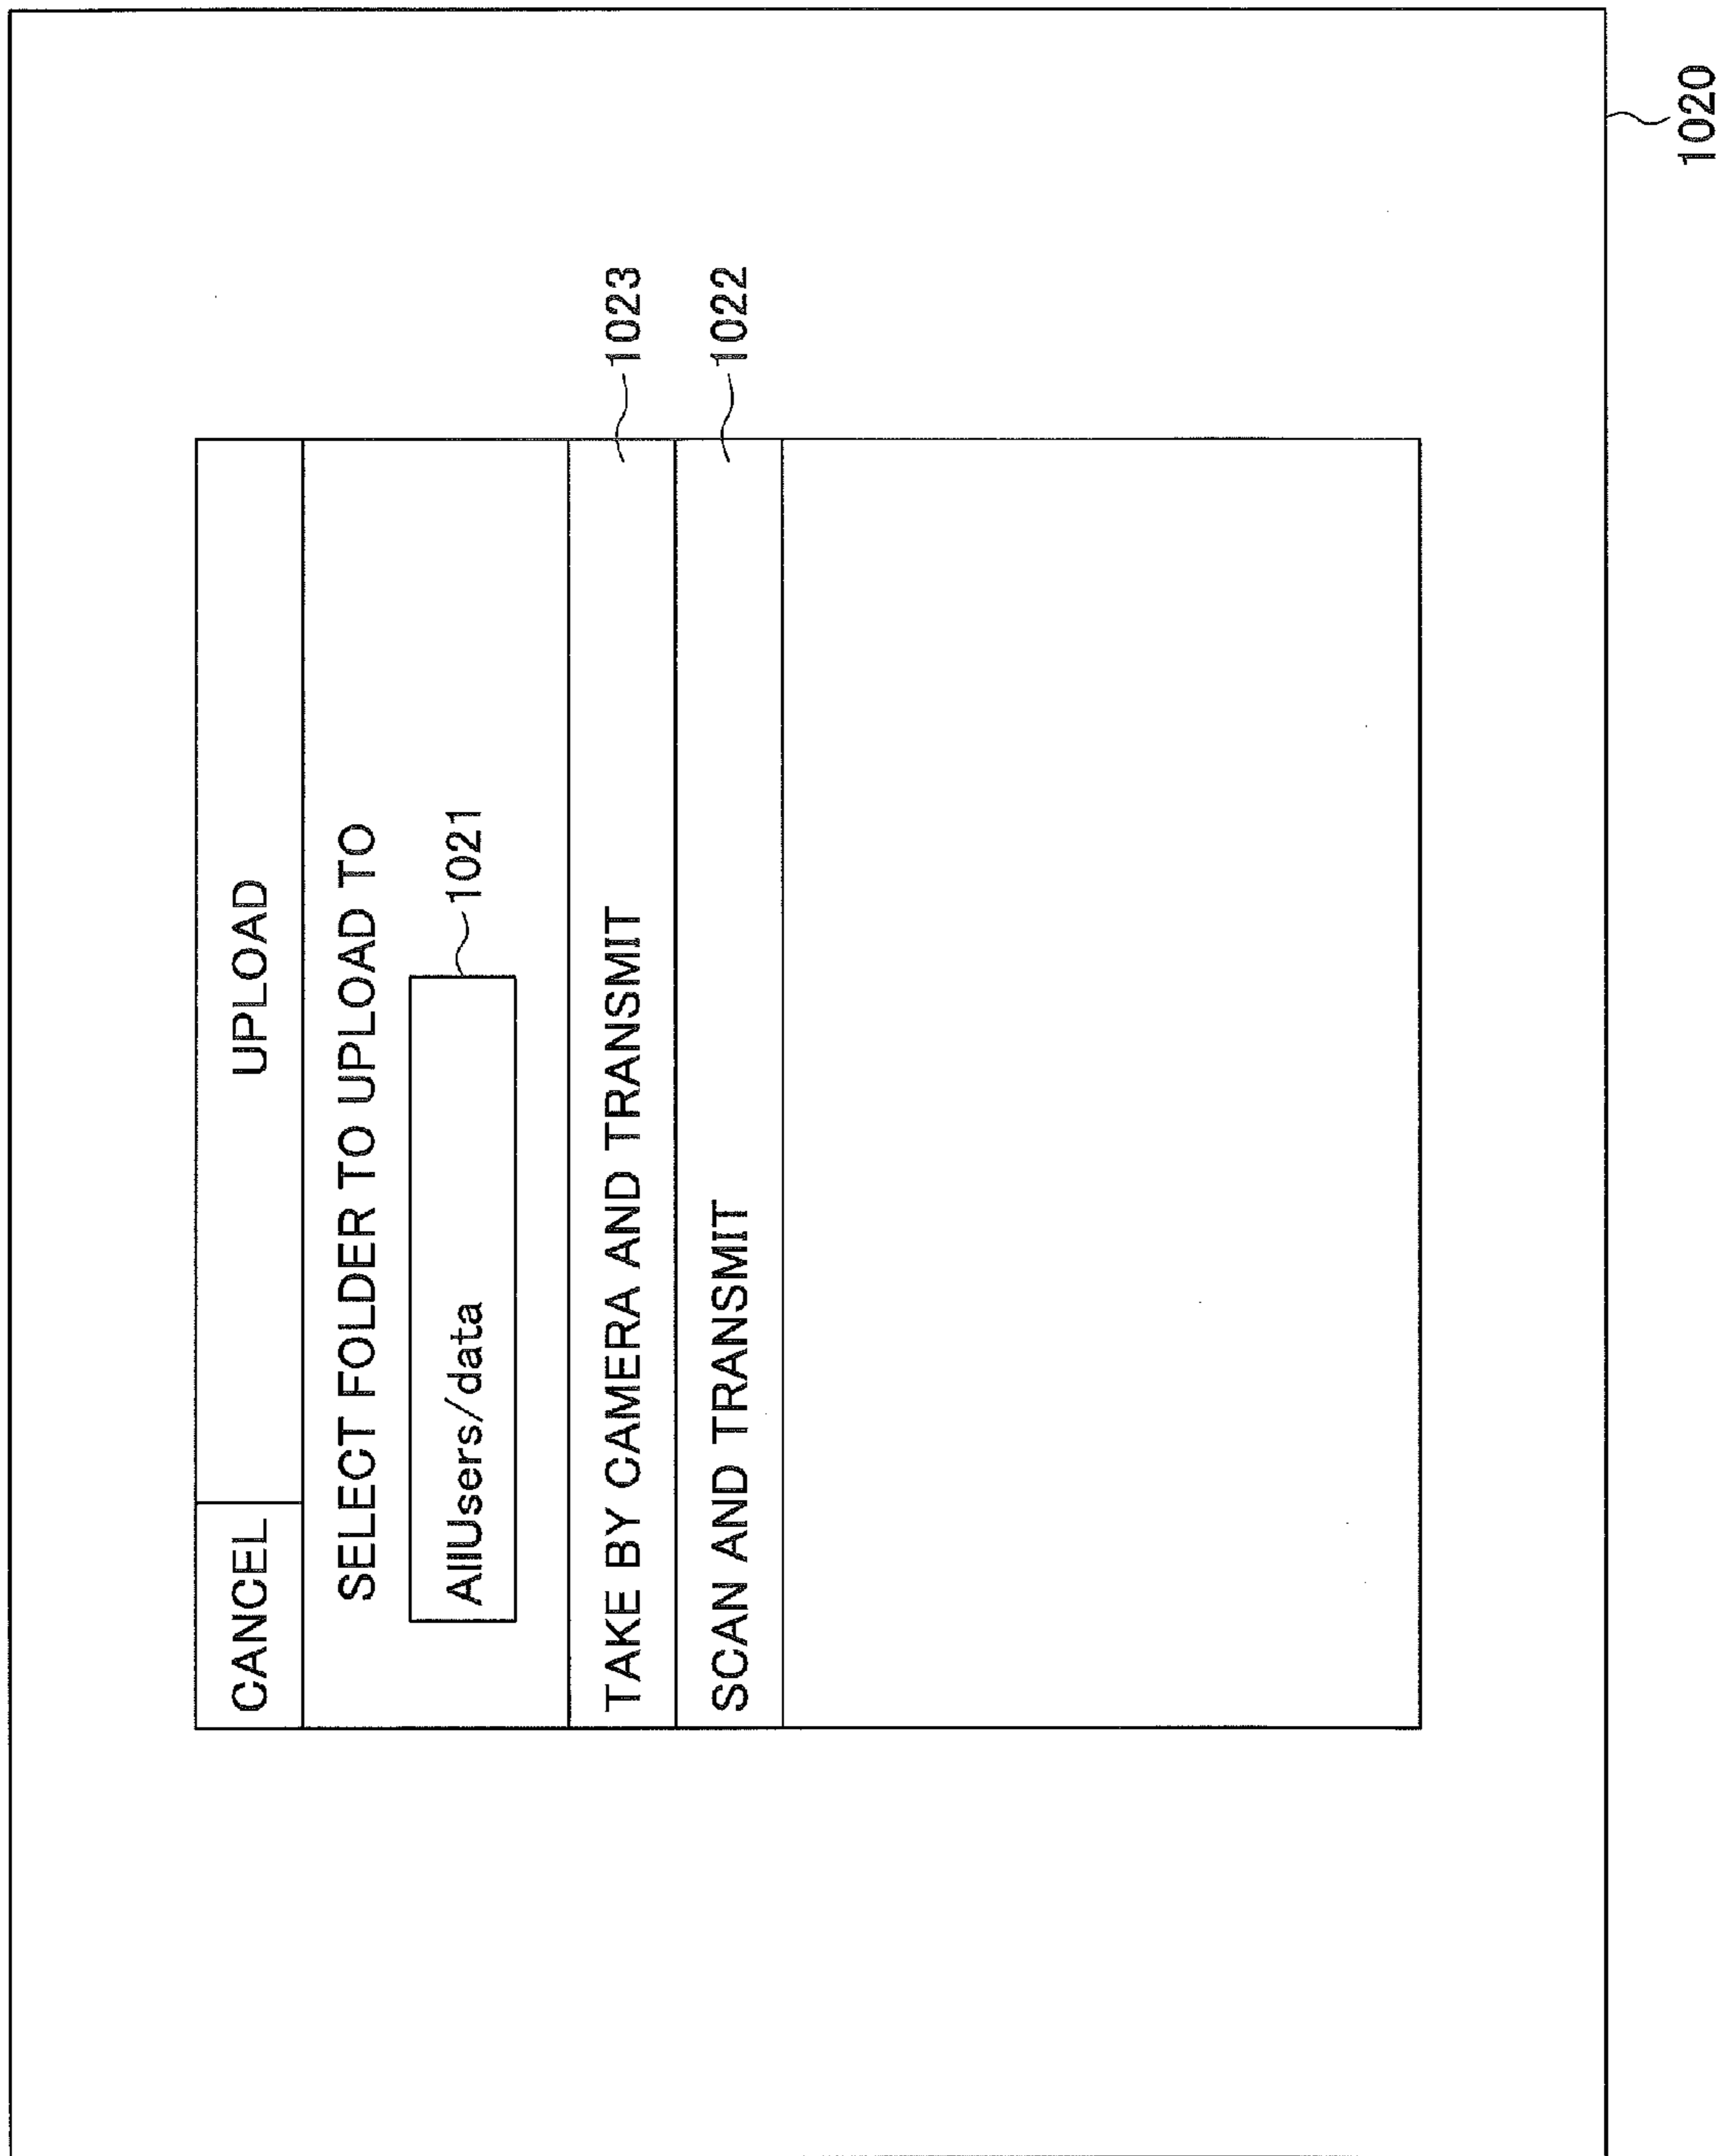 CANCEL UPLOAD
SELECT FOLDER TO UPLOAD TO
AllUsers/data 1021
TAKE BY CAMERA AND TRANSMIT 1023
SCAN AND TRANSMIT 1022
1020